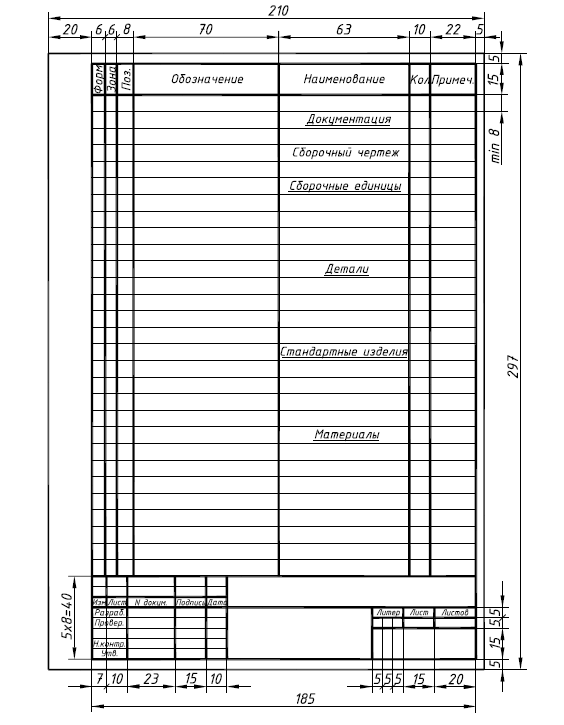 210
20 6 6 8 70 63 10 22 5
Форм Зона Поз. Обозначение Наименование Кол Примеч. 15 5
min 8
Документация
Сборочный чертеж
Сборочные единицы
Детали
Стандартные изделия
297
Материалы
5x8=40
Изм Лист N докум. Подпись Дата
Разраб. Литер Лист Листов 5
Провер. 5
Н.контр. 15
Утв. 5
7 10 23 15 10 5 5 5 15 20
185